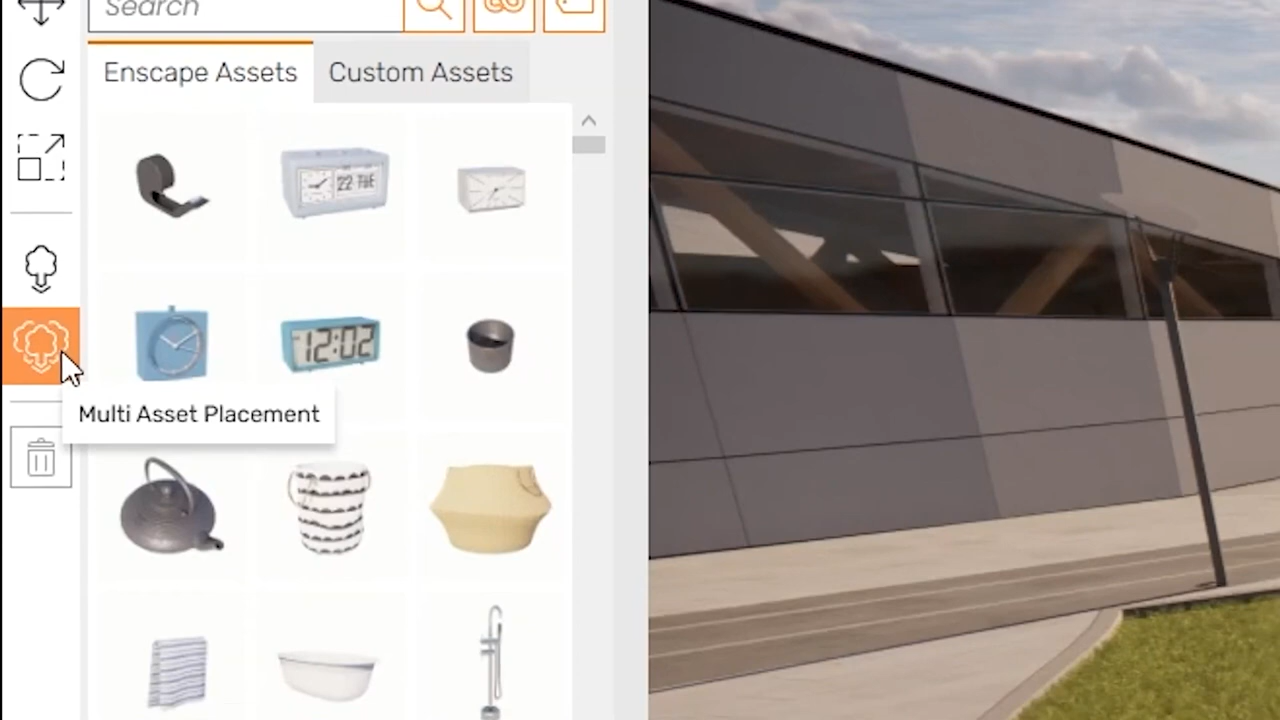 Search
Enscape Assets
Custom Assets
22 TUE
12:02
Multi Asset Placement